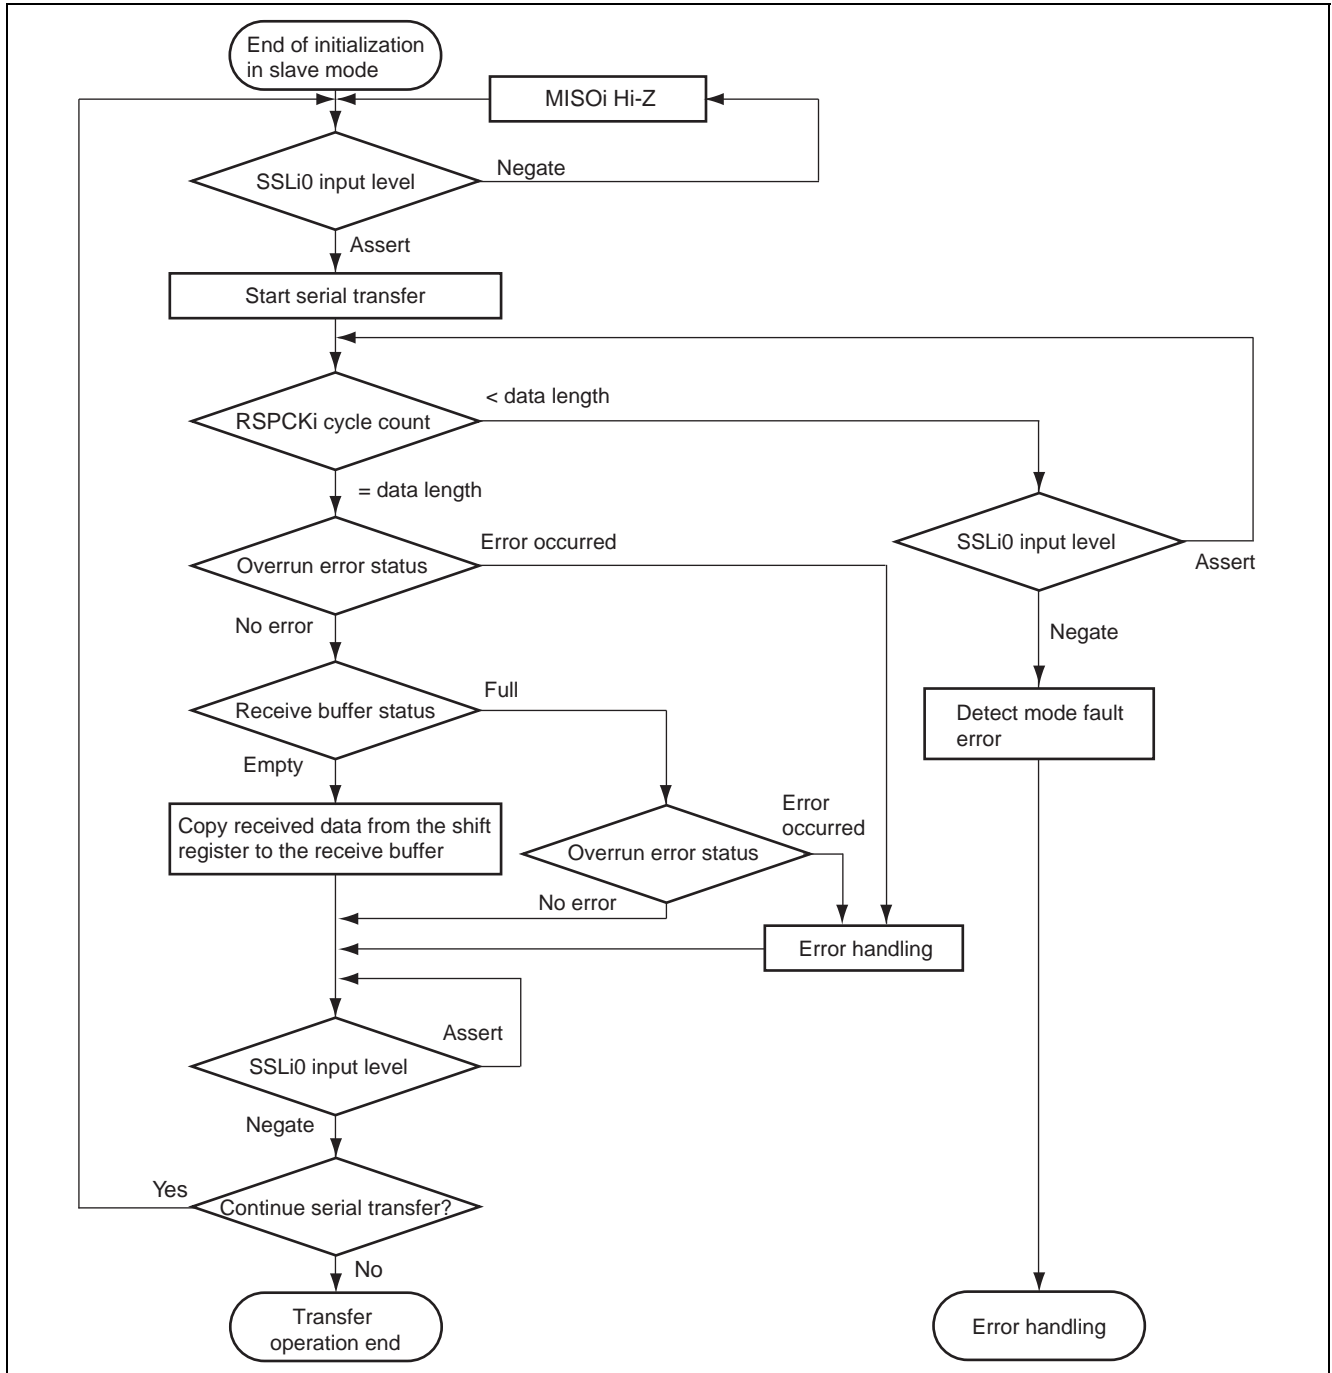 End of initialization
in slave mode
MISOi Hi-Z
SSLi0 input level
Negate
Assert
Start serial transfer
RSPCKi cycle count
< data length
= data length
SSLi0 input level
Assert
Overrun error status
Error occurred
No error
Negate
Receive buffer status
Full
Detect mode fault
error
Empty
Copy received data from the shift
register to the receive buffer
Error
occurred
Overrun error status
No error
Error handling
Assert
SSLi0 input level
Negate
Yes
Continue serial transfer?
No
Transfer
operation end
Error handling